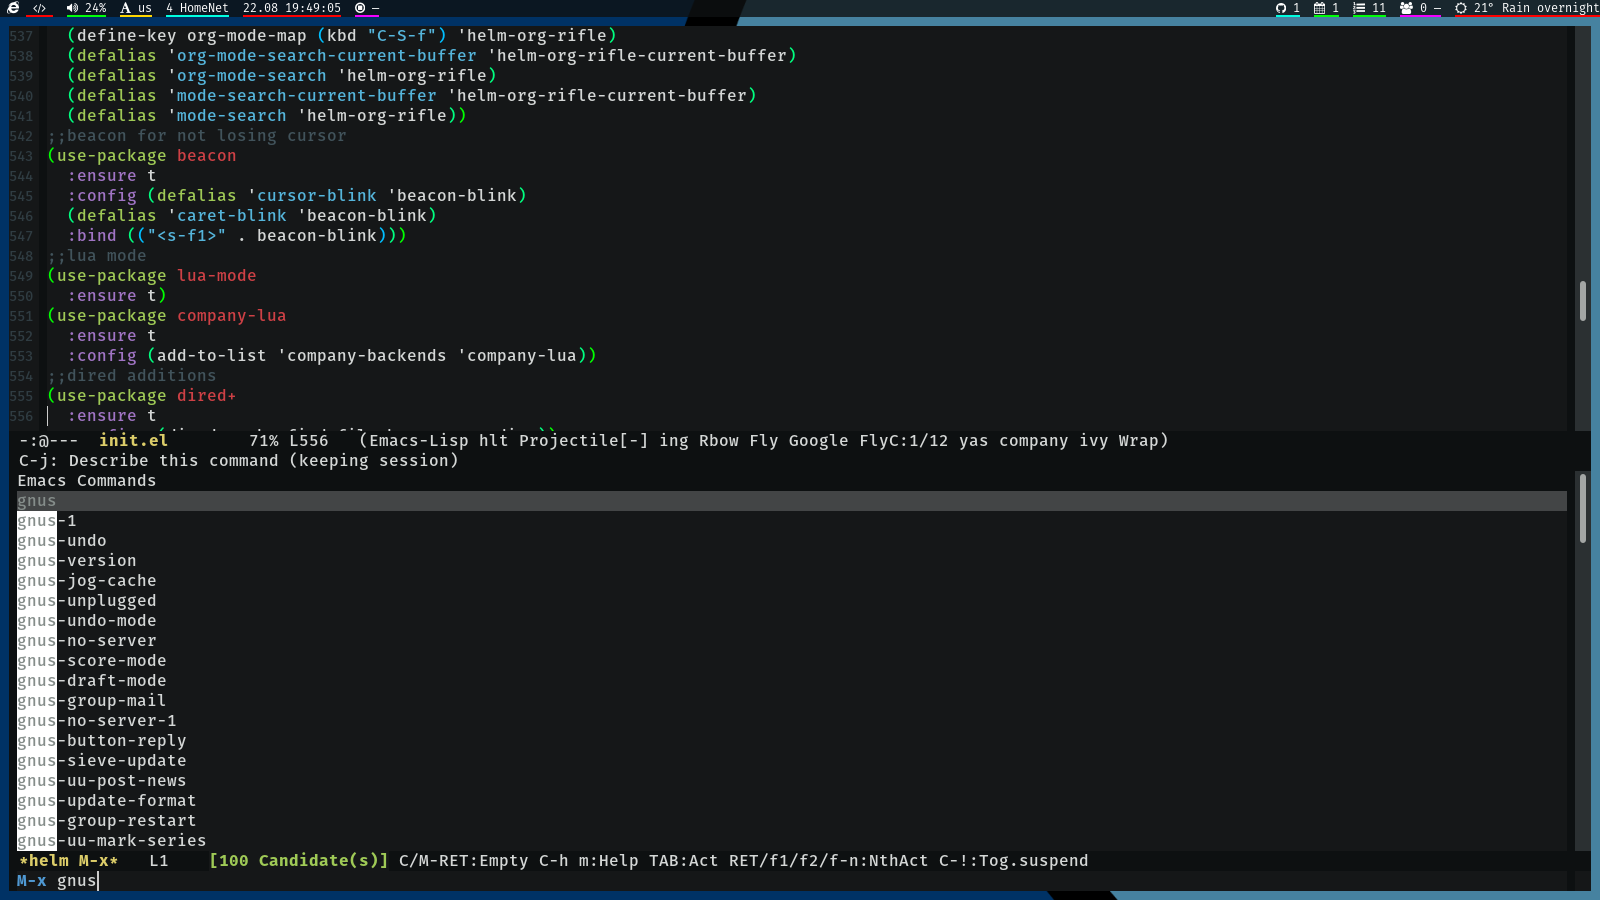 </> 24% A us 4 HomeNet 22.08 19:49:05 – 1 1 11 0 – 21° Rain overnight
537 (define-key org-mode-map (kbd "C-S-f") 'helm-org-rifle)
538 (defalias 'org-mode-search-current-buffer 'helm-org-rifle-current-buffer)
539 (defalias 'org-mode-search 'helm-org-rifle)
540 (defalias 'mode-search-current-buffer 'helm-org-rifle-current-buffer)
541 (defalias 'mode-search 'helm-org-rifle))
542 ;;beacon for not losing cursor
543 (use-package beacon
544 :ensure t
545 :config (defalias 'cursor-blink 'beacon-blink)
546 (defalias 'caret-blink 'beacon-blink)
547 :bind (("<s-f1>" . beacon-blink)))
548 ;;lua mode
549 (use-package lua-mode
550 :ensure t)
551 (use-package company-lua
552 :ensure t
553 :config (add-to-list 'company-backends 'company-lua))
554 ;;dired additions
555 (use-package dired+
556 :ensure t
-:@--- init.el 71% L556 (Emacs-Lisp hlt Projectile[-] ing Rbow Fly Google FlyC:1/12 yas company ivy Wrap)
C-j: Describe this command (keeping session)
Emacs Commands
gnus
gnus-1
gnus-undo
gnus-version
gnus-jog-cache
gnus-unplugged
gnus-undo-mode
gnus-no-server
gnus-score-mode
gnus-draft-mode
gnus-group-mail
gnus-no-server-1
gnus-button-reply
gnus-sieve-update
gnus-uu-post-news
gnus-update-format
gnus-group-restart
gnus-uu-mark-series
*helm M-x* L1 [100 Candidate(s)] C/M-RET:Empty C-h m:Help TAB:Act RET/f1/f2/f-n:NthAct C-!:Tog.suspend
M-x gnus